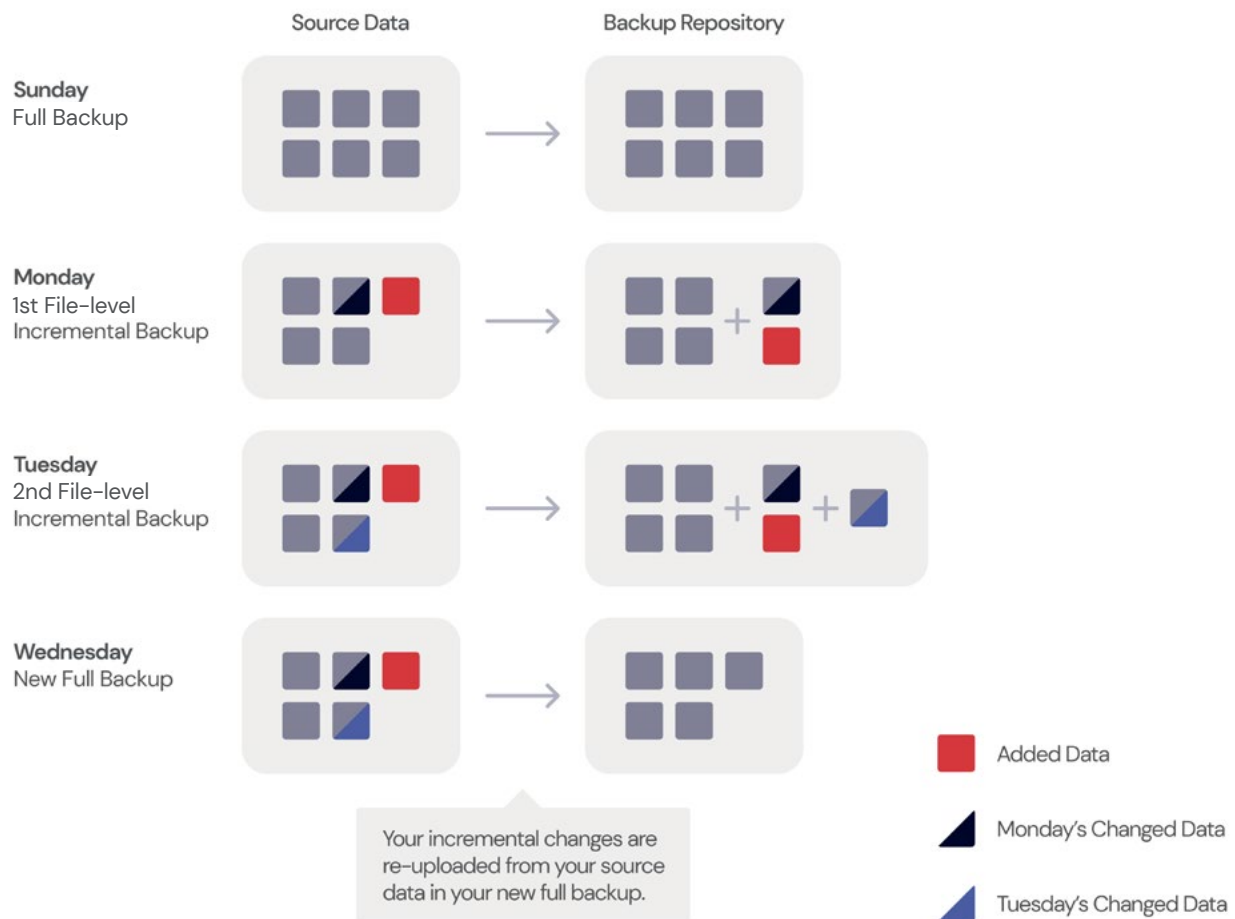 Source Data
Backup Repository
Sunday
Full Backup
Monday
1st File-level
Incremental Backup
Tuesday
2nd File-level
Incremental Backup
Wednesday
New Full Backup
Your incremental changes are
re-uploaded from your source
data in your new full backup.
Added Data
Monday's Changed Data
Tuesday's Changed Data